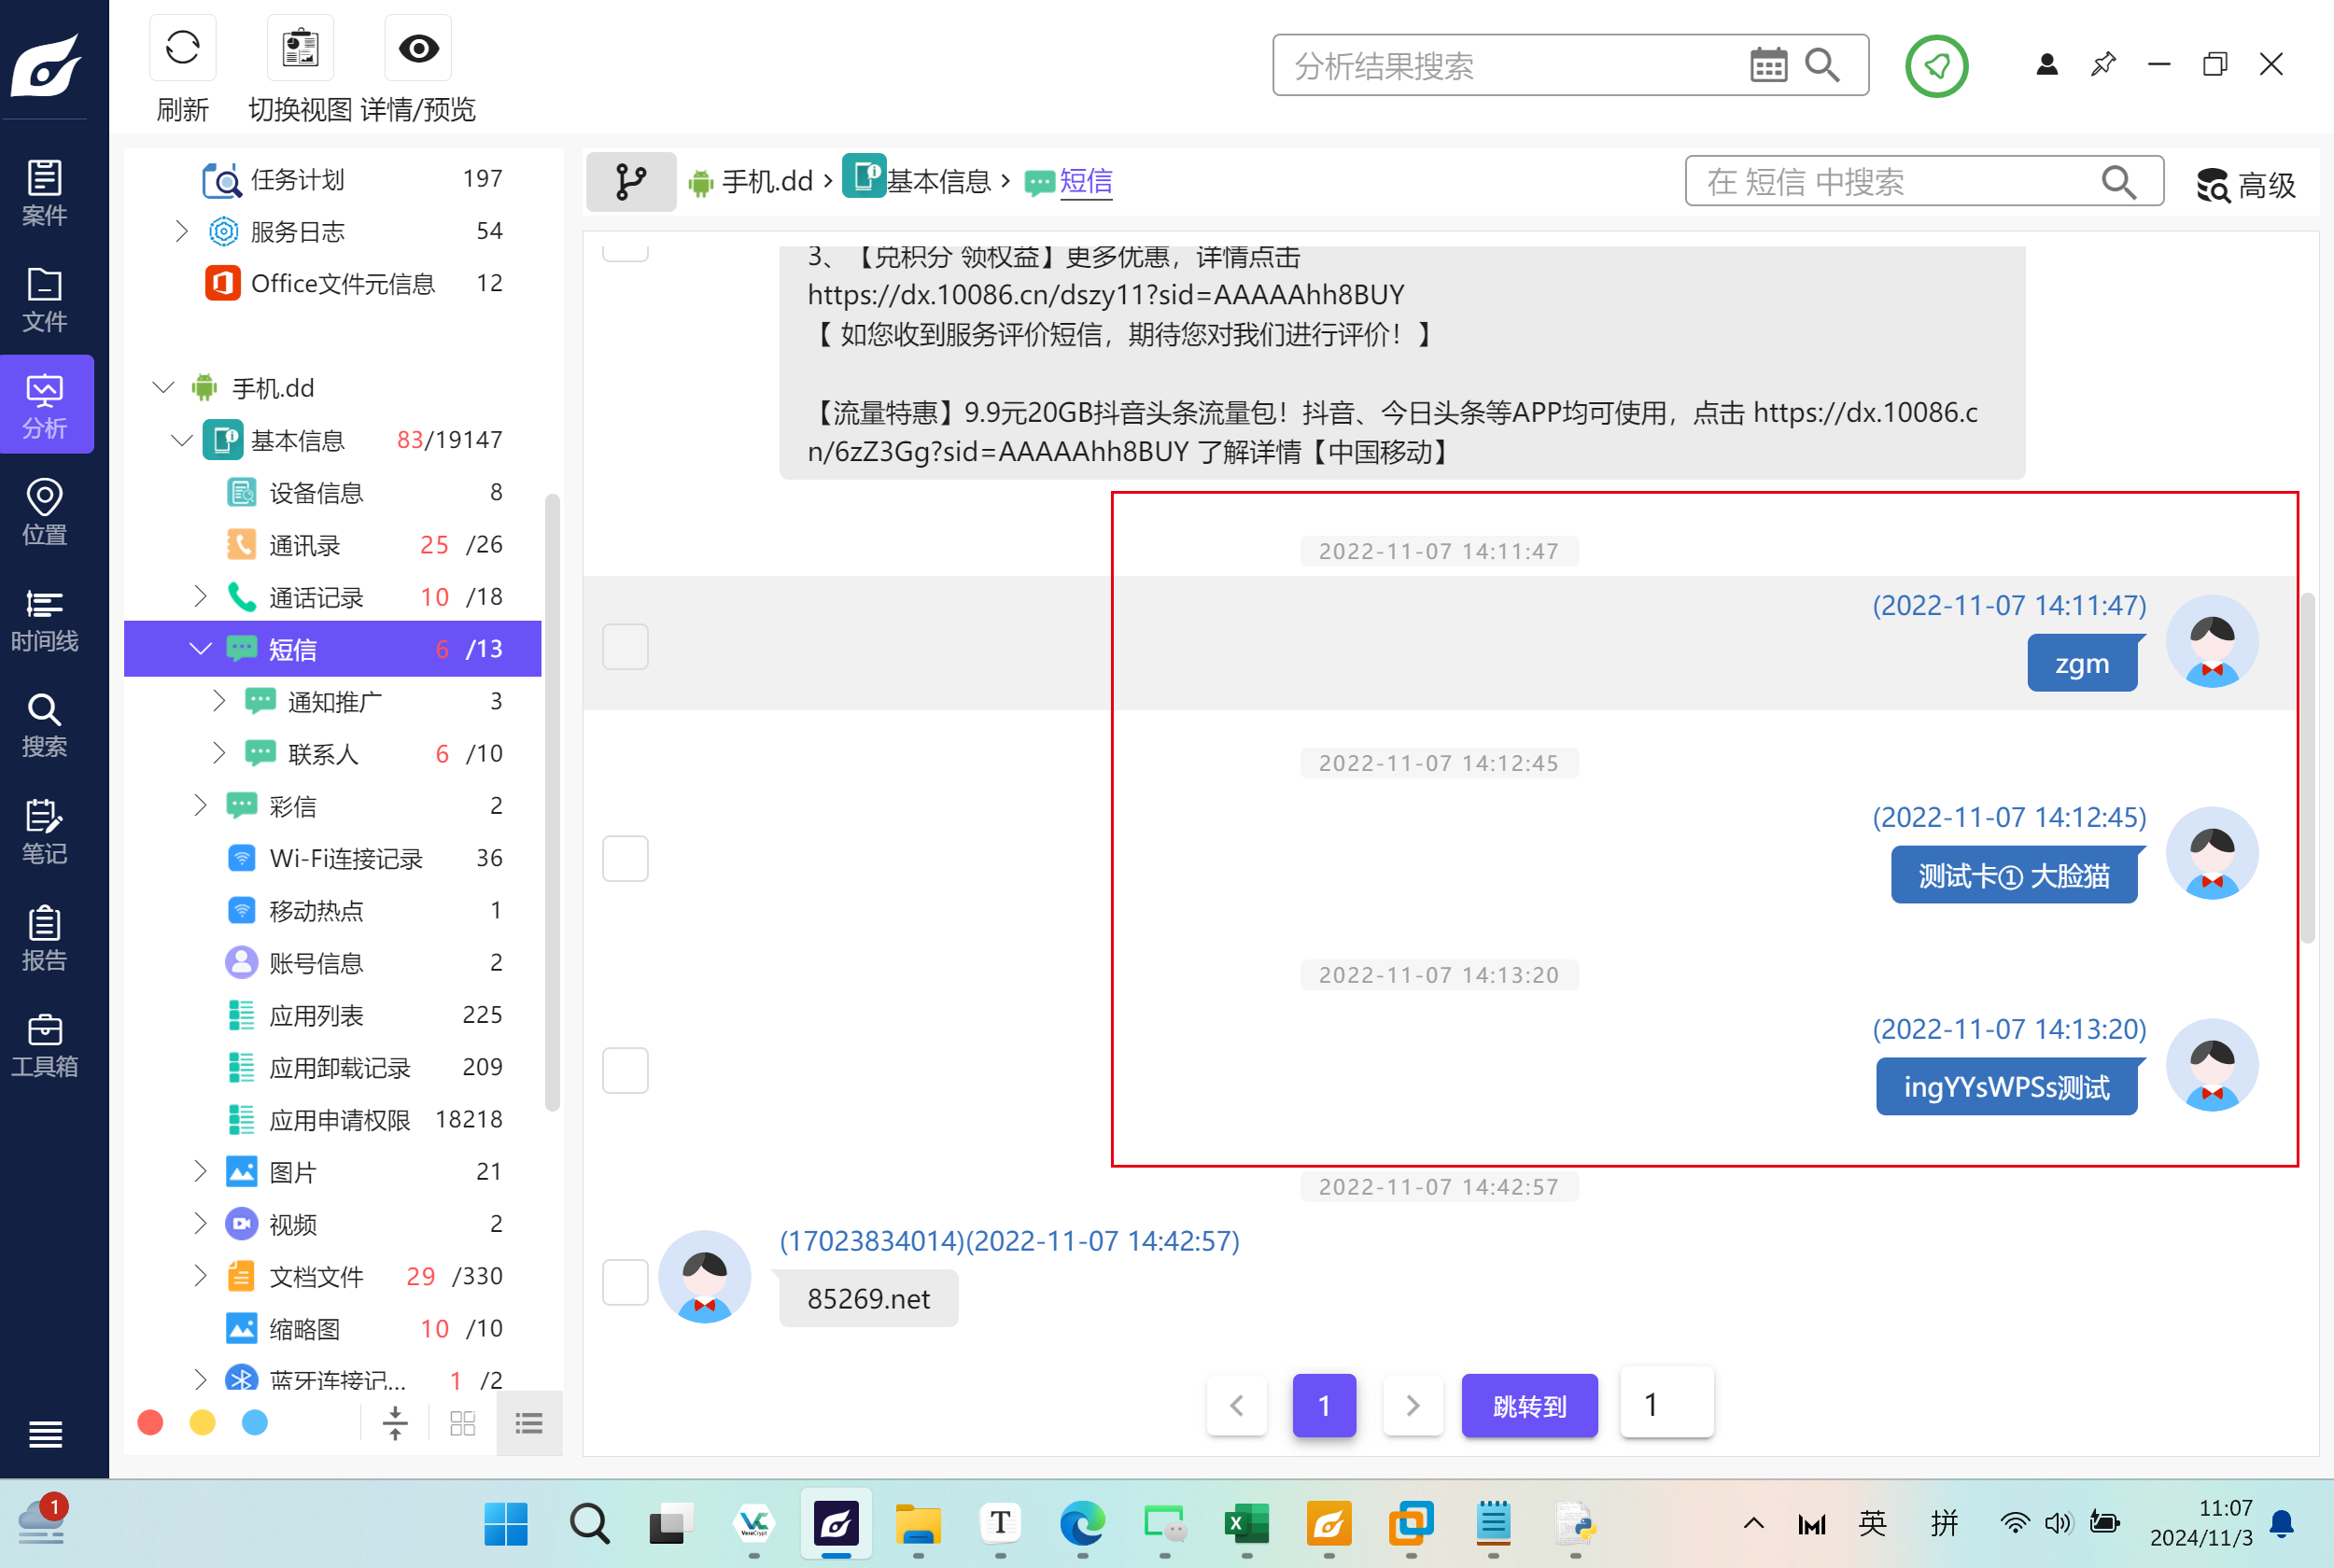 刷新
切换视图
详情/预览
分析结果搜索
案件
文件
分析
位置
时间线
搜索
笔记
报告
工具箱
任务计划 197
服务日志 54
Office文件元信息 12
手机.dd
基本信息 83/19147
设备信息 8
通讯录 25 /26
通话记录 10 /18
短信 6 /13
通知推广 3
联系人 6 /10
彩信 2
Wi-Fi连接记录 36
移动热点 1
账号信息 2
应用列表 225
应用卸载记录 209
应用申请权限 18218
图片 21
视频 2
文档文件 29 /330
缩略图 10 /10
蓝牙连接记... 1 /2
手机.dd › 基本信息 › 短信
在 短信 中搜索
高级
3、【兑积分 领权益】更多优惠，详情点击
https://dx.10086.cn/dszy11?sid=AAAAAhh8BUY
【 如您收到服务评价短信，期待您对我们进行评价！】
【流量特惠】9.9元20GB抖音头条流量包！抖音、今日头条等APP均可使用，点击 https://dx.10086.c
n/6zZ3Gg?sid=AAAAAhh8BUY 了解详情【中国移动】
2022-11-07 14:11:47
(2022-11-07 14:11:47)
zgm
2022-11-07 14:12:45
(2022-11-07 14:12:45)
测试卡① 大脸猫
2022-11-07 14:13:20
(2022-11-07 14:13:20)
ingYYsWPSs测试
2022-11-07 14:42:57
(17023834014)(2022-11-07 14:42:57)
85269.net
1
跳转到
1
1
英
拼
11:07
2024/11/3